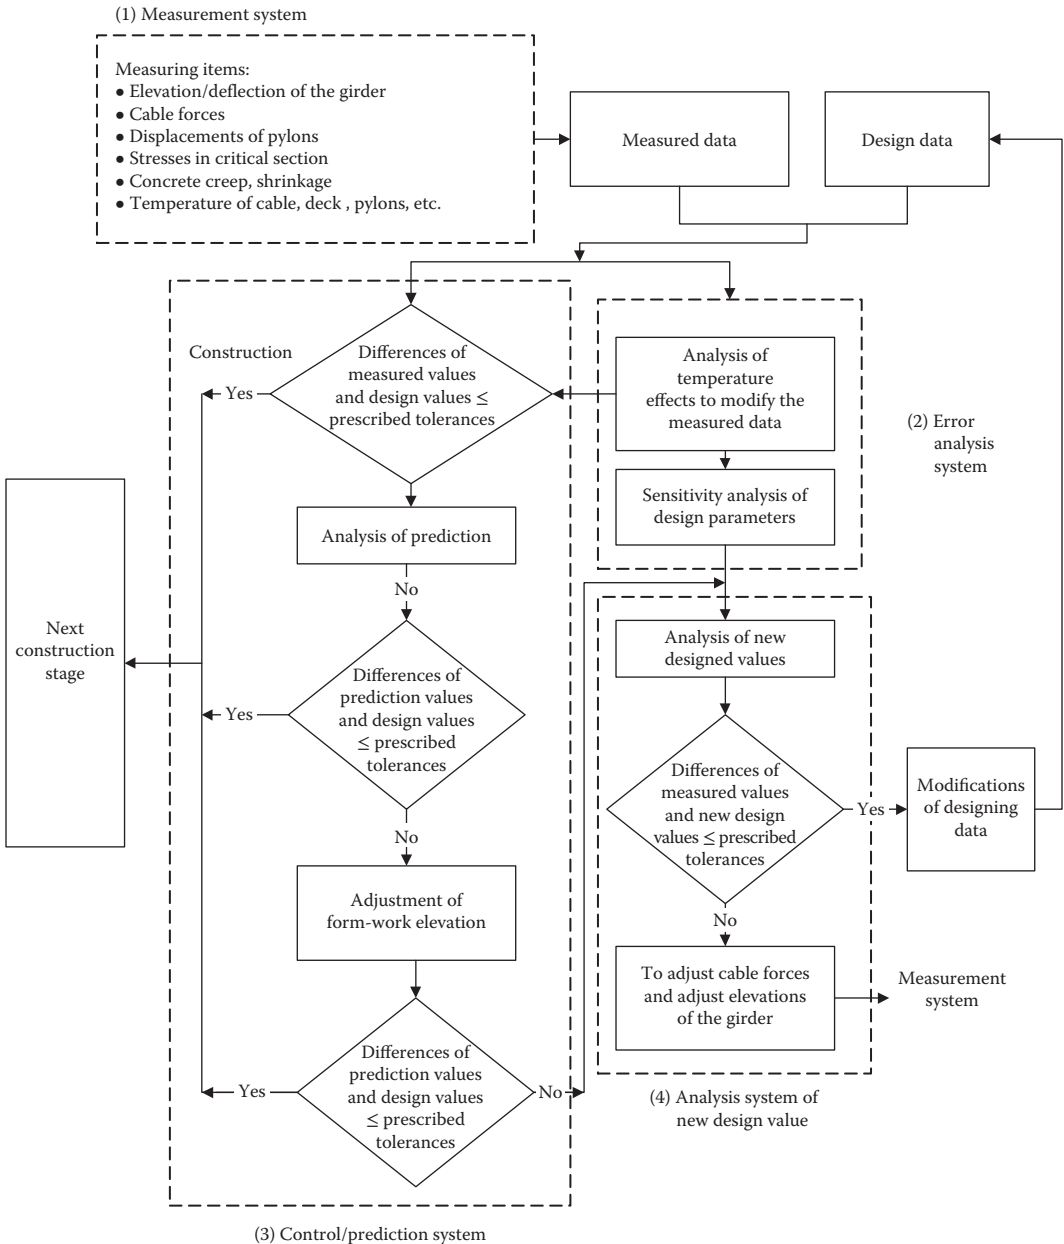 (1) Measurement system
Measuring items:
• Elevation/deflection of the girder
• Cable forces
• Displacements of pylons
• Stresses in critical section
• Concrete creep, shrinkage
• Temperature of cable, deck , pylons, etc.
Measured data
Design data
Construction
Differences of
measured values
and design values ≤
prescribed tolerances
Yes
Analysis of
temperature
effects to modify the
measured data
(2) Error
analysis
system
Sensitivity analysis of
design parameters
Analysis of prediction
No
Next
construction
stage
Differences of
prediction values
and design values
≤ prescribed
tolerances
Yes
No
Analysis of new
designed values
Differences of
measured values
and new design
values ≤ prescribed
tolerances
Yes
Modifications
of designing
data
No
Adjustment of
form-work elevation
To adjust cable forces
and adjust elevations
of the girder
Measurement
system
Differences of
prediction values
and design values
≤ prescribed
tolerances
Yes
No
(4) Analysis system of
new design value
(3) Control/prediction system